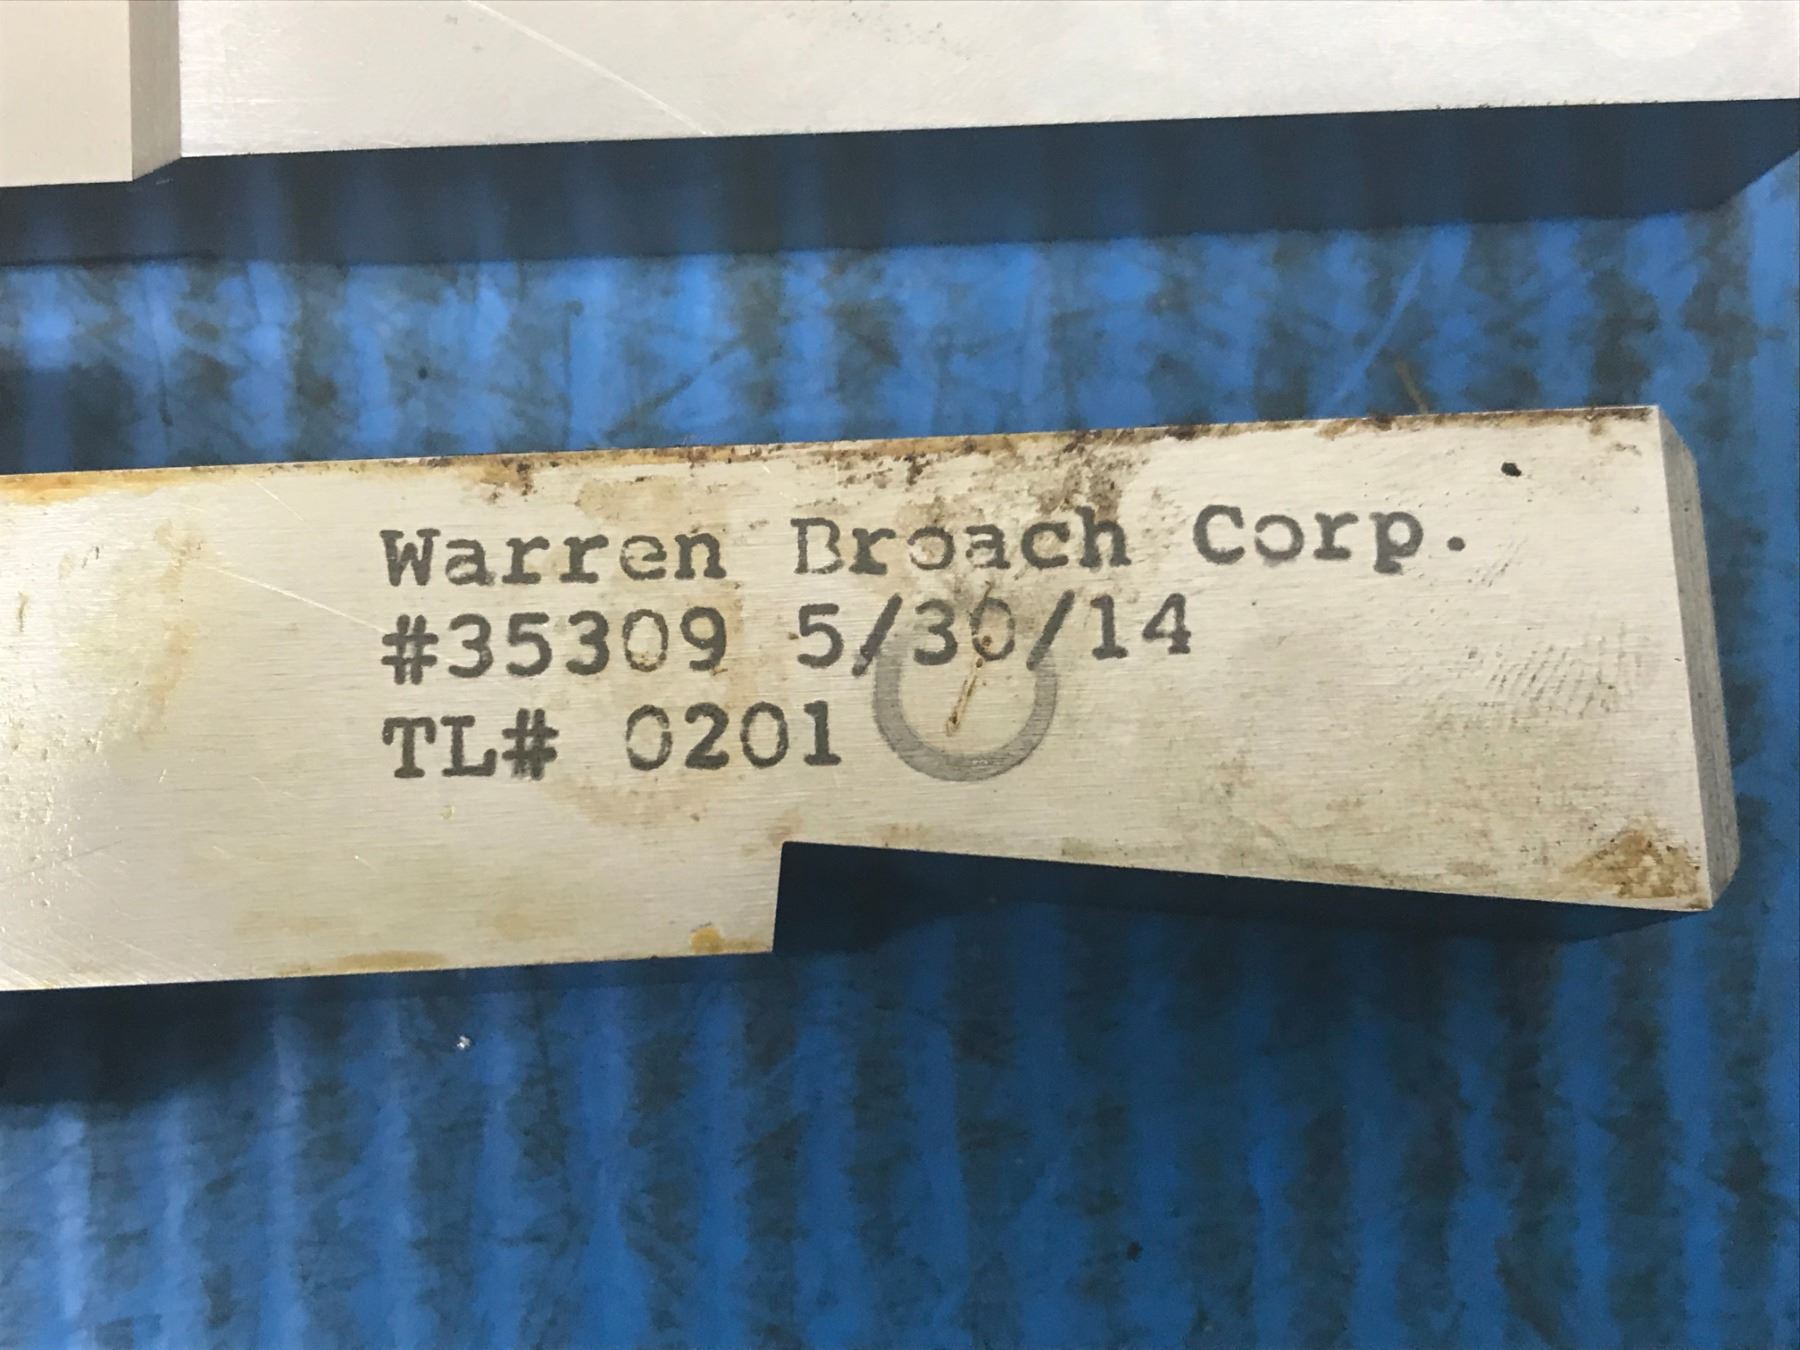 Warren Broach Corp.
#35309 5/30/14
TL# 0201